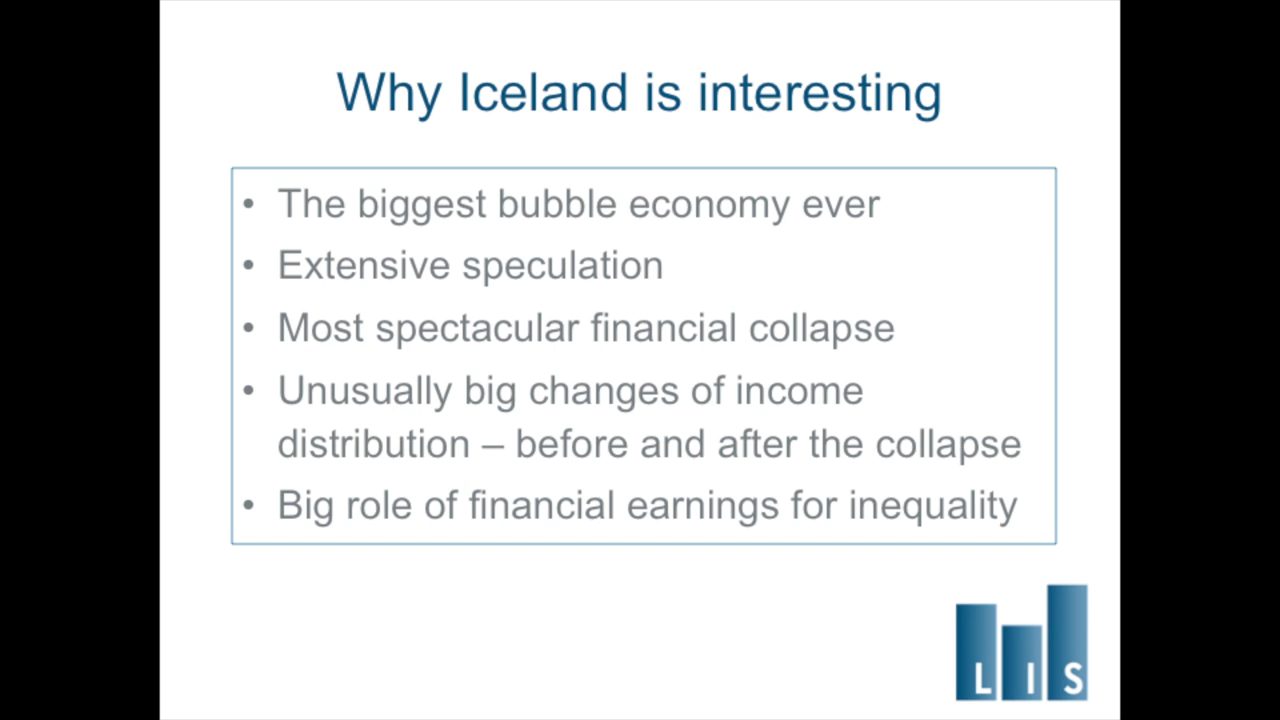 Why Iceland is interesting
• The biggest bubble economy ever
• Extensive speculation
• Most spectacular financial collapse
• Unusually big changes of income
distribution – before and after the collapse
• Big role of financial earnings for inequality
LIS